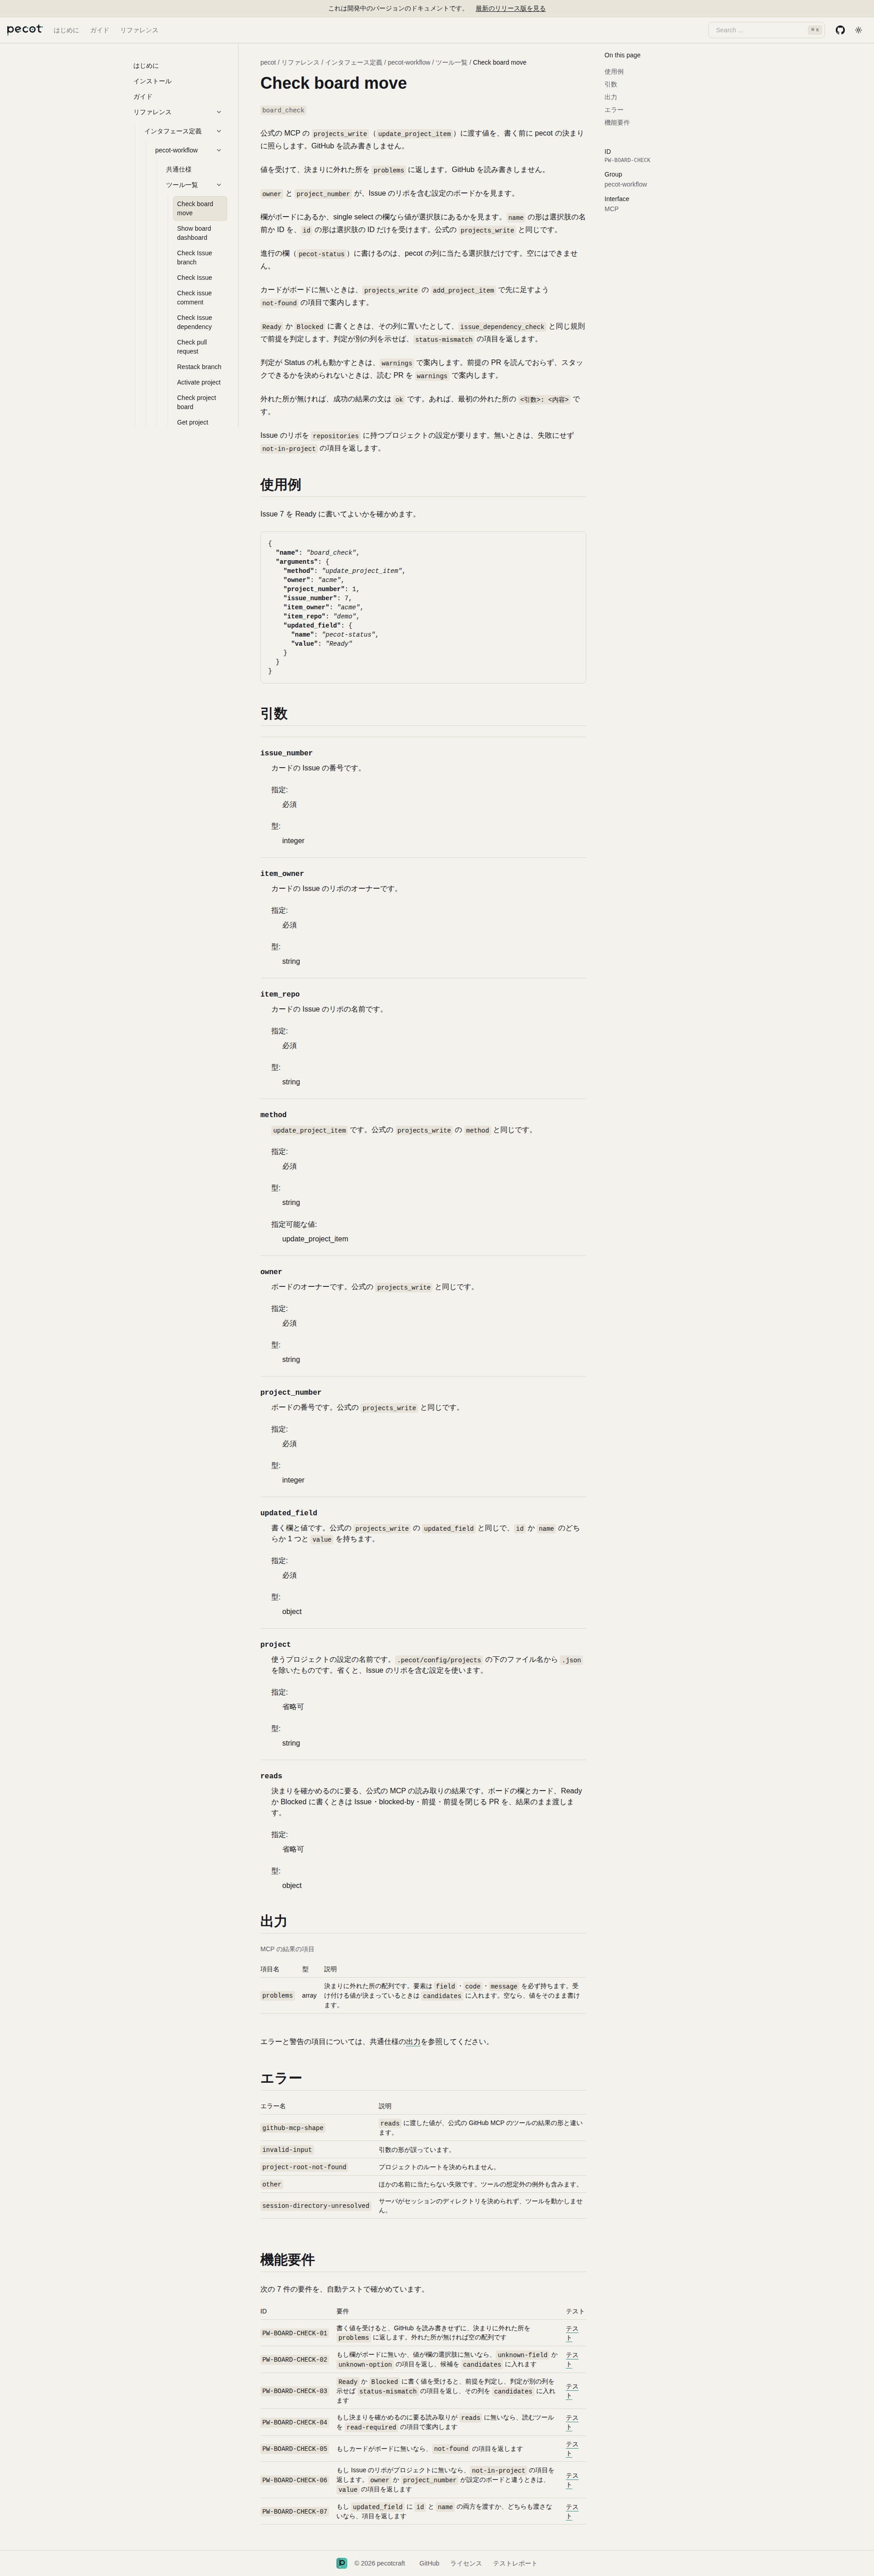 これは開発中のバージョンのドキュメントです。 最新のリリース版を見る
pecot はじめに ガイド リファレンス Search ... ⌘ K
はじめに
インストール
ガイド
リファレンス
インタフェース定義
pecot-workflow
共通仕様
ツール一覧
Check board
move
Show board
dashboard
Check Issue
branch
Check Issue
Check issue
comment
Check Issue
dependency
Check pull
request
Restack branch
Activate project
Check project
board
Get project
pecot / リファレンス / インタフェース定義 / pecot-workflow / ツール一覧 / Check board move
Check board move
board_check
公式の MCP の projects_write（update_project_item）に渡す値を、書く前に pecot の決まり
に照らします。GitHub を読み書きしません。
値を受けて、決まりに外れた所を problems に返します。GitHub を読み書きしません。
owner と project_number が、Issue のリポを含む設定のボードかを見ます。
欄がボードにあるか、single select の欄なら値が選択肢にあるかを見ます。name の形は選択肢の名
前か ID を、id の形は選択肢の ID だけを受けます。公式の projects_write と同じです。
進行の欄（pecot-status）に書けるのは、pecot の列に当たる選択肢だけです。空にはできませ
ん。
カードがボードに無いときは、projects_write の add_project_item で先に足すよう
not-found の項目で案内します。
Ready か Blocked に書くときは、その列に置いたとして、issue_dependency_check と同じ規則
で前提を判定します。判定が別の列を示せば、status-mismatch の項目を返します。
判定が Status の札も動かすときは、warnings で案内します。前提の PR を読んでおらず、スタッ
クできるかを決められないときは、読む PR を warnings で案内します。
外れた所が無ければ、成功の結果の文は ok です。あれば、最初の外れた所の <引数>: <内容> で
す。
Issue のリポを repositories に持つプロジェクトの設定が要ります。無いときは、失敗にせず
not-in-project の項目を返します。
使用例
Issue 7 を Ready に書いてよいかを確かめます。
{
"name": "board_check",
"arguments": {
"method": "update_project_item",
"owner": "acme",
"project_number": 1,
"issue_number": 7,
"item_owner": "acme",
"item_repo": "demo",
"updated_field": {
"name": "pecot-status",
"value": "Ready"
}
}
}
引数
issue_number
カードの Issue の番号です。
指定:
必須
型:
integer
item_owner
カードの Issue のリポのオーナーです。
指定:
必須
型:
string
item_repo
カードの Issue のリポの名前です。
指定:
必須
型:
string
method
update_project_item です。公式の projects_write の method と同じです。
指定:
必須
型:
string
指定可能な値:
update_project_item
owner
ボードのオーナーです。公式の projects_write と同じです。
指定:
必須
型:
string
project_number
ボードの番号です。公式の projects_write と同じです。
指定:
必須
型:
integer
updated_field
書く欄と値です。公式の projects_write の updated_field と同じで、id か name のどち
らか 1 つと value を持ちます。
指定:
必須
型:
object
project
使うプロジェクトの設定の名前です。.pecot/config/projects の下のファイル名から .json
を除いたものです。省くと、Issue のリポを含む設定を使います。
指定:
省略可
型:
string
reads
決まりを確かめるのに要る、公式の MCP の読み取りの結果です。ボードの欄とカード、Ready
か Blocked に書くときは Issue・blocked-by・前提・前提を閉じる PR を、結果のまま渡しま
す。
指定:
省略可
型:
object
出力
MCP の結果の項目
項目名 型 説明
problems array 決まりに外れた所の配列です。要素は field・code・message を必ず持ちます。受
け付ける値が決まっているときは candidates に入れます。空なら、値をそのまま書け
ます。
エラーと警告の項目については、共通仕様の出力を参照してください。
エラー
エラー名 説明
github-mcp-shape reads に渡した値が、公式の GitHub MCP のツールの結果の形と違い
ます。
invalid-input 引数の形が誤っています。
project-root-not-found プロジェクトのルートを決められません。
other ほかの名前に当たらない失敗です。ツールの想定外の例外も含みます。
session-directory-unresolved サーバがセッションのディレクトリを決められず、ツールを動かしませ
ん。
機能要件
次の 7 件の要件を、自動テストで確かめています。
ID 要件 テスト
PW-BOARD-CHECK-01 書く値を受けると、GitHub を読み書きせずに、決まりに外れた所を
problems に返します。外れた所が無ければ空の配列です テスト
PW-BOARD-CHECK-02 もし欄がボードに無いか、値が欄の選択肢に無いなら、unknown-field か
unknown-option の項目を返し、候補を candidates に入れます テスト
PW-BOARD-CHECK-03 Ready か Blocked に書く値を受けると、前提を判定し、判定が別の列を
示せば status-mismatch の項目を返し、その列を candidates に入れ
ます テスト
PW-BOARD-CHECK-04 もし決まりを確かめるのに要る読み取りが reads に無いなら、読むツール
を read-required の項目で案内します テスト
PW-BOARD-CHECK-05 もしカードがボードに無いなら、not-found の項目を返します テスト
PW-BOARD-CHECK-06 もし Issue のリポがプロジェクトに無いなら、not-in-project の項目を
返します。owner か project_number が設定のボードと違うときは、
value の項目を返します テスト
PW-BOARD-CHECK-07 もし updated_field に id と name の両方を渡すか、どちらも渡さな
いなら、項目を返します テスト
On this page
使用例
引数
出力
エラー
機能要件
ID
PW-BOARD-CHECK
Group
pecot-workflow
Interface
MCP
© 2026 pecotcraft GitHub ライセンス テストレポート